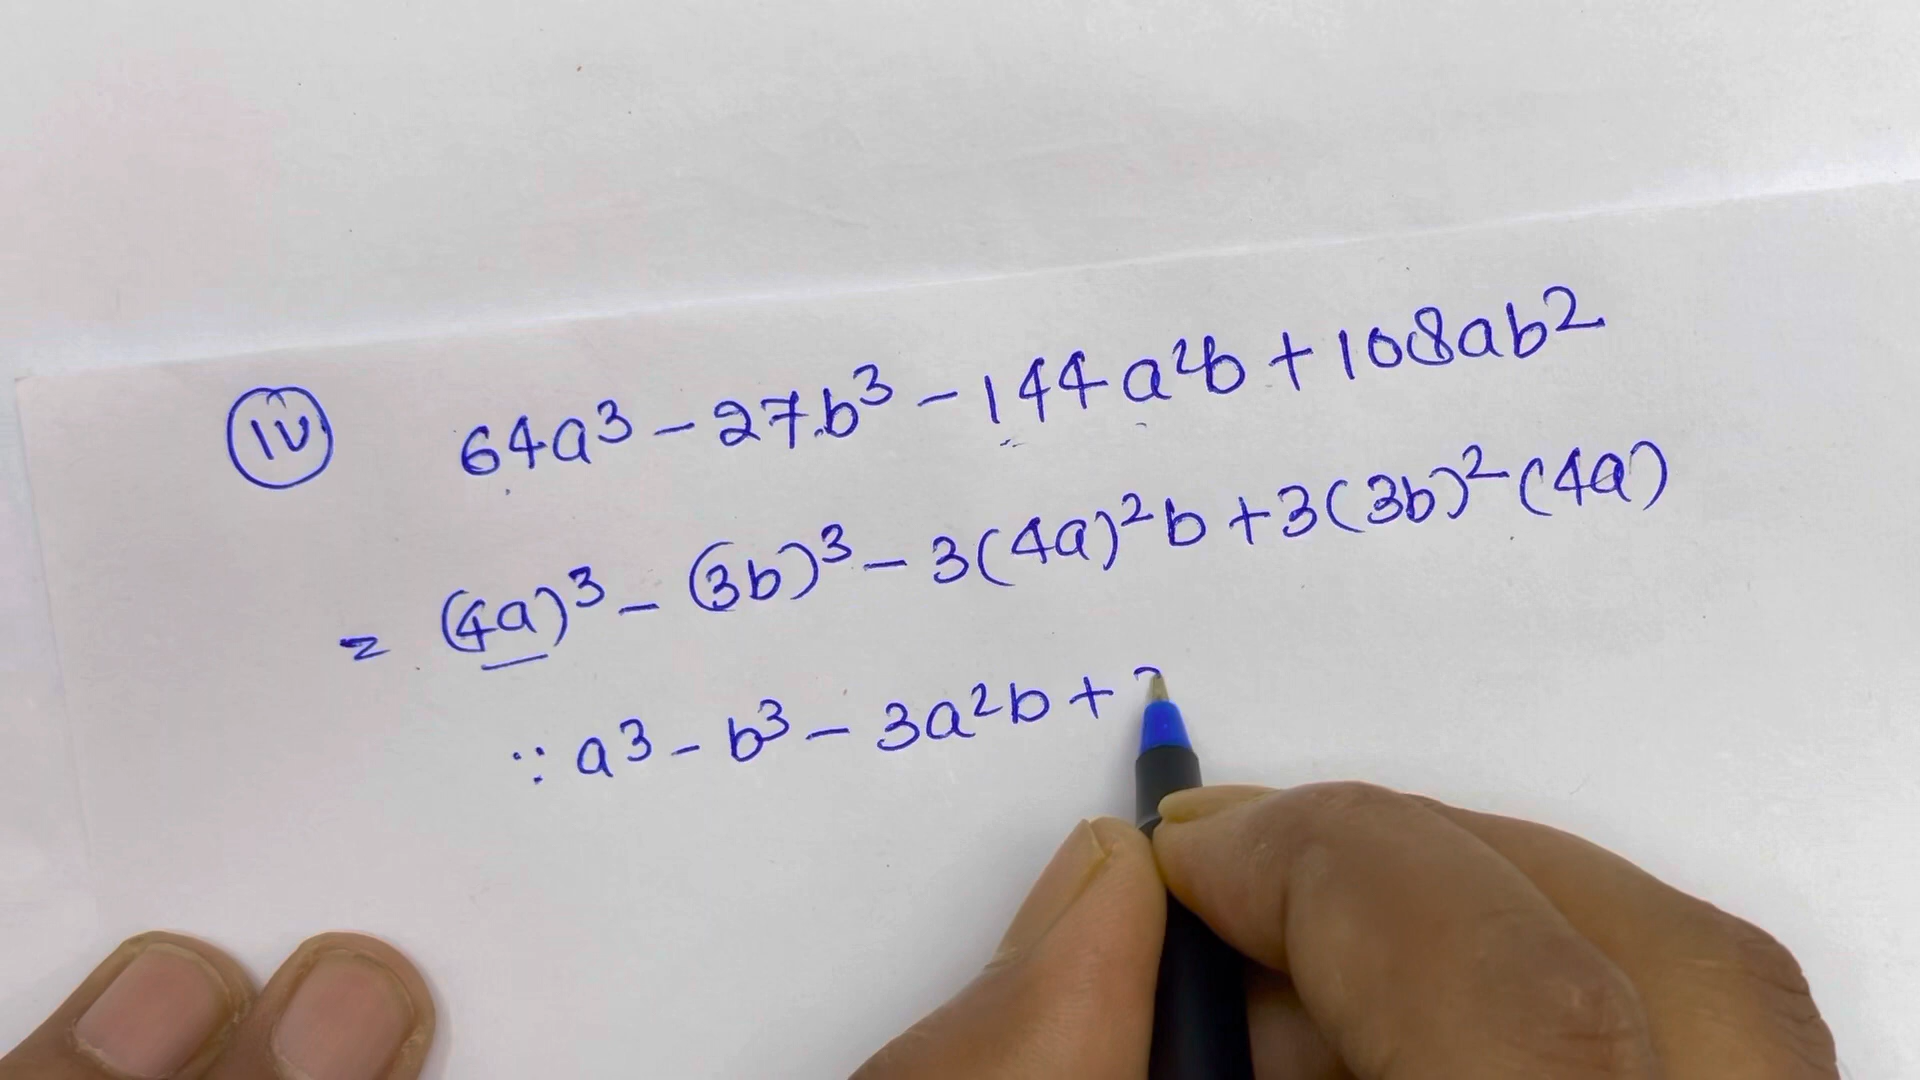 (iv) 64a³ - 27b³ - 144a²b + 108ab²
= (4a)³ - (3b)³ - 3(4a)²b + 3(3b)²(4a)
∵ a³ - b³ - 3a²b +